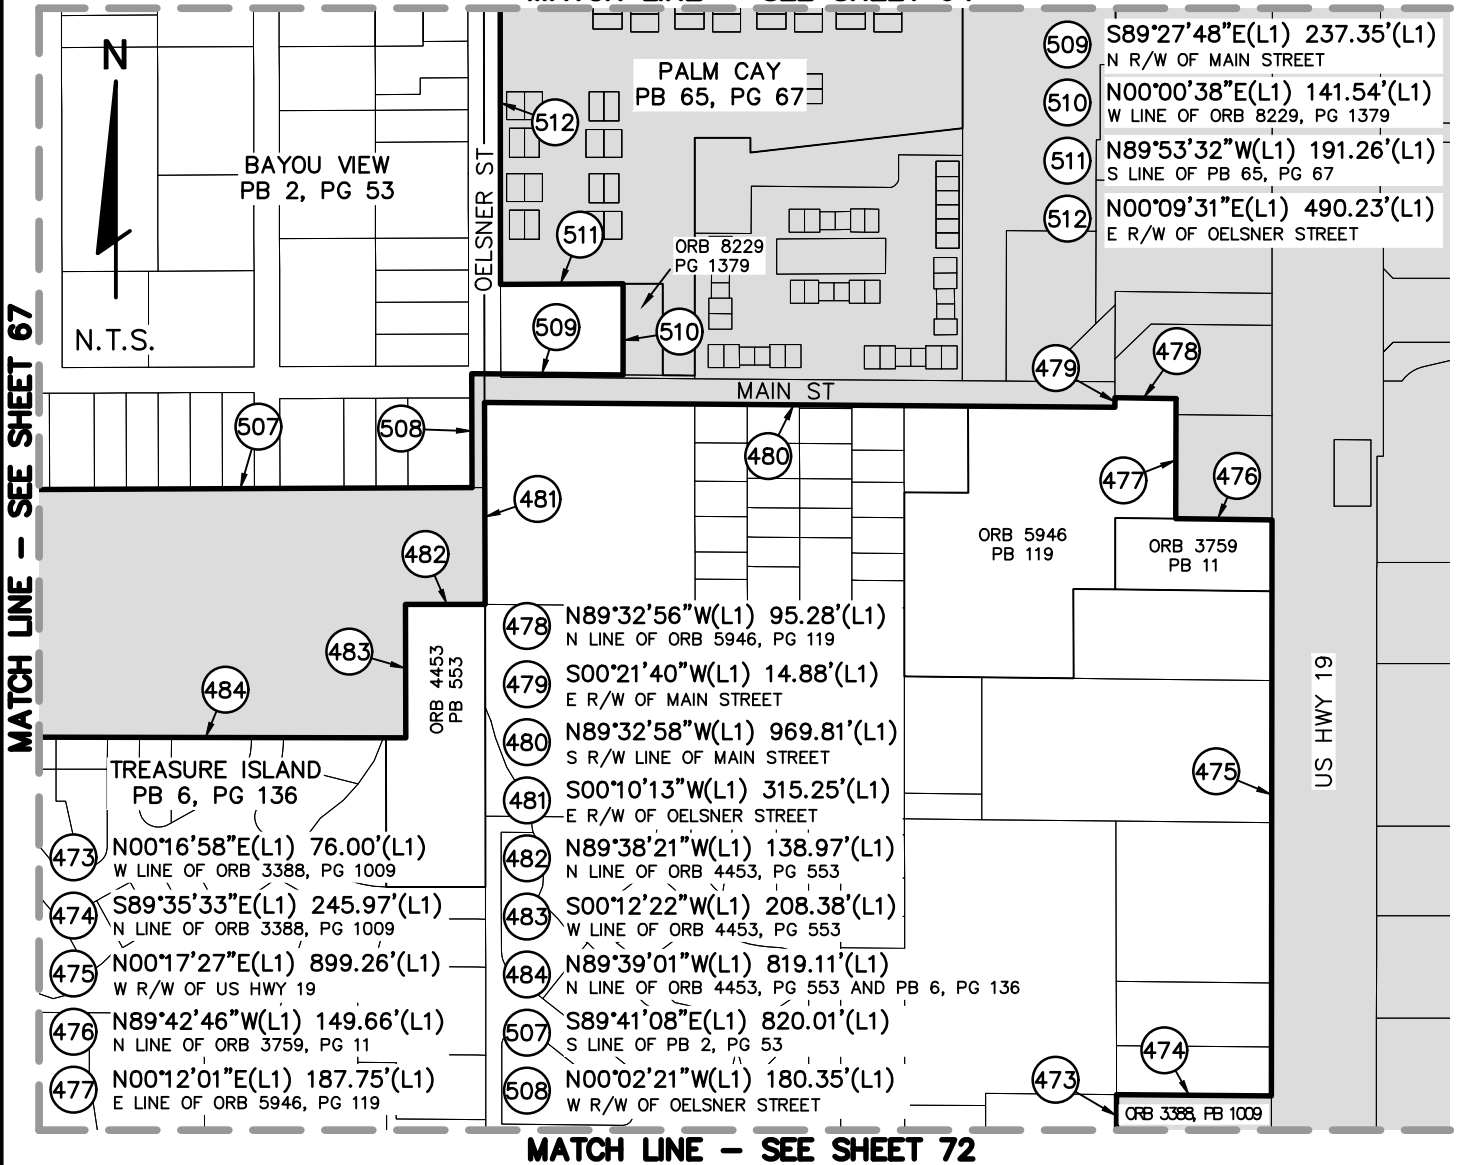 509 S89°27'48"E(L1) 237.35'(L1)
N R/W OF MAIN STREET
510 N00°00'38"E(L1) 141.54'(L1)
W LINE OF ORB 8229, PG 1379
511 N89°53'32"W(L1) 191.26'(L1)
S LINE OF PB 65, PG 67
512 N00°09'31"E(L1) 490.23'(L1)
E R/W OF OELSNER STREET
N
N.T.S.
BAYOU VIEW
PB 2, PG 53
PALM CAY
PB 65, PG 67
512
OELSNER ST
511
ORB 8229
PG 1379
509
510
479
478
MAIN ST
507
508
480
477
476
481
482
ORB 5946
PB 119
ORB 3759
PB 11
483
484
ORB 4453
PB 553
475
US HWY 19
MATCH LINE – SEE SHEET 67
TREASURE ISLAND
PB 6, PG 136
473 N00°16'58"E(L1) 76.00'(L1)
W LINE OF ORB 3388, PG 1009
474 S89°35'33"E(L1) 245.97'(L1)
N LINE OF ORB 3388, PG 1009
475 N00°17'27"E(L1) 899.26'(L1)
W R/W OF US HWY 19
476 N89°42'46"W(L1) 149.66'(L1)
N LINE OF ORB 3759, PG 11
477 N00°12'01"E(L1) 187.75'(L1)
E LINE OF ORB 5946, PG 119
478 N89°32'56"W(L1) 95.28'(L1)
N LINE OF ORB 5946, PG 119
479 S00°21'40"W(L1) 14.88'(L1)
E R/W OF MAIN STREET
480 N89°32'58"W(L1) 969.81'(L1)
S R/W LINE OF MAIN STREET
481 S00°10'13"W(L1) 315.25'(L1)
E R/W OF OELSNER STREET
482 N89°38'21"W(L1) 138.97'(L1)
N LINE OF ORB 4453, PG 553
483 S00°12'22"W(L1) 208.38'(L1)
W LINE OF ORB 4453, PG 553
484 N89°39'01"W(L1) 819.11'(L1)
N LINE OF ORB 4453, PG 553 AND PB 6, PG 136
507 S89°41'08"E(L1) 820.01'(L1)
S LINE OF PB 2, PG 53
508 N00°02'21"W(L1) 180.35'(L1)
W R/W OF OELSNER STREET
474
473
ORB 3388, PB 1009
MATCH LINE – SEE SHEET 72